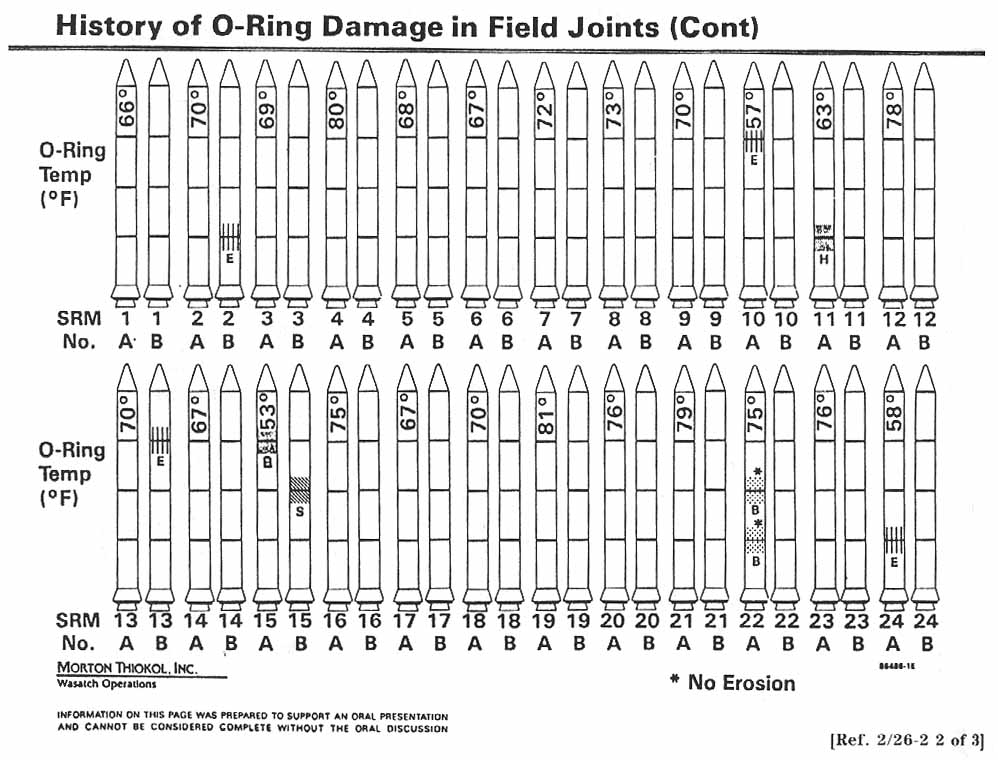 History of O-Ring Damage in Field Joints (Cont)
66° 70° 69° 80° 68° 67° 72° 73° 70° 57° 63° 78°
O-Ring
Temp
(°F)
E
E
H
SRM 1 1 2 2 3 3 4 4 5 5 6 6 7 7 8 8 9 9 10 10 11 11 12 12
No. A B A B A B A B A B A B A B A B A B A B A B A B
70° 67° 53° 75° 67° 70° 81° 76° 79° 75° 76° 58°
O-Ring
Temp
(°F)
E
B
*
S
B
*
B
E
SRM 13 13 14 14 15 15 16 16 17 17 18 18 19 19 20 20 21 21 22 22 23 23 24 24
No. A B A B A B A B A B A B A B A B A B A B A B A B
MORTON THIOKOL, INC.
Wasatch Operations
* No Erosion
INFORMATION ON THIS PAGE WAS PREPARED TO SUPPORT AN ORAL PRESENTATION
AND CANNOT BE CONSIDERED COMPLETE WITHOUT THE ORAL DISCUSSION
[Ref. 2/26-2 2 of 3]